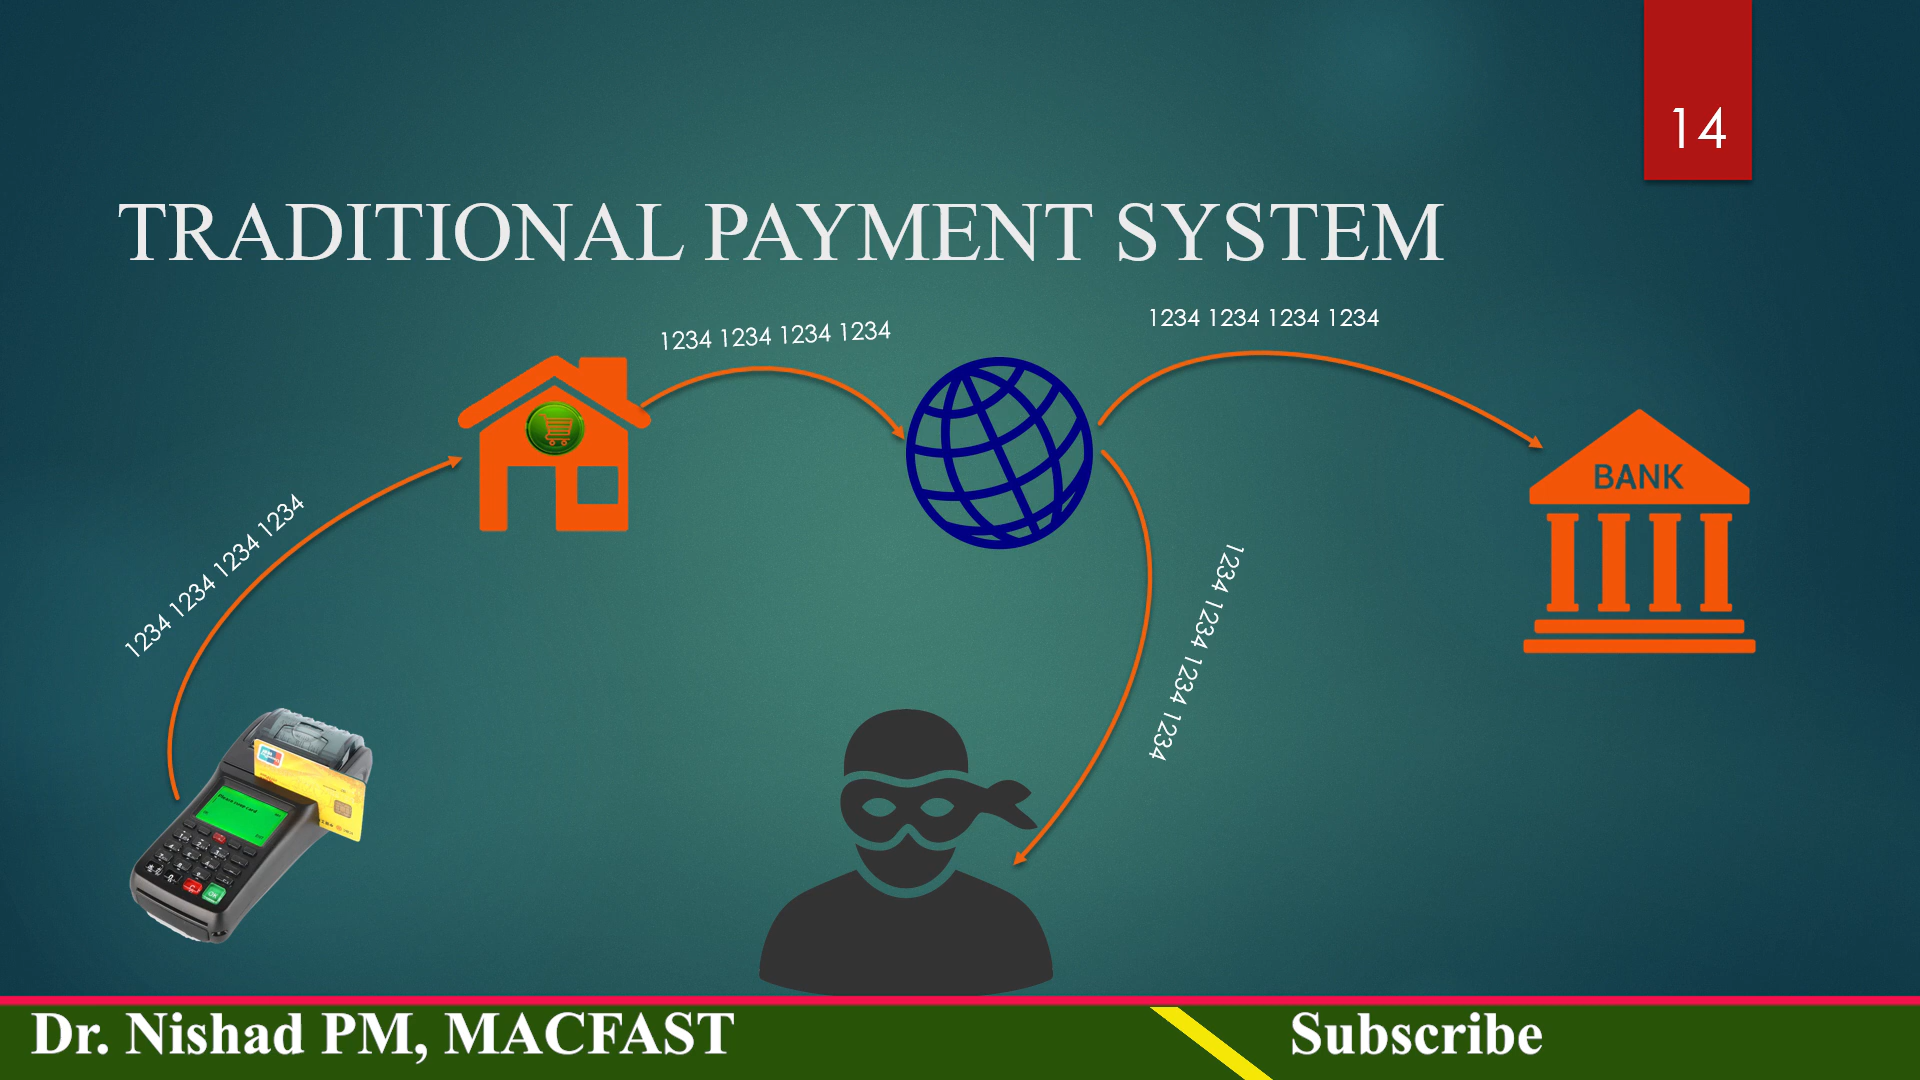 14
TRADITIONAL PAYMENT SYSTEM
1234 1234 1234 1234
1234 1234 1234 1234
1234 1234 1234 1234
1234 1234 1234 1234
BANK
Dr. Nishad PM, MACFAST
Subscribe